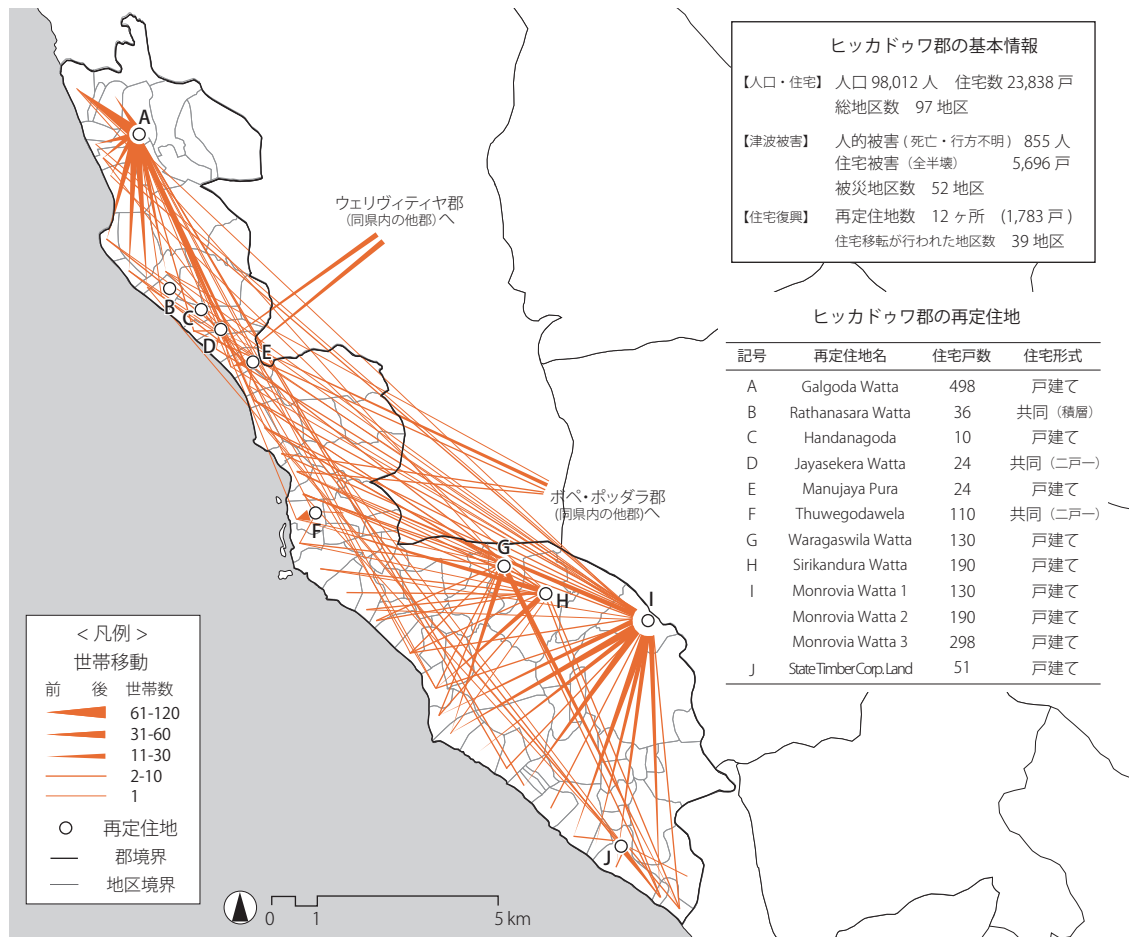 ヒッカドゥワ郡の基本情報
【人口・住宅】 人口 98,012 人 住宅数 23,838 戸
総地区数 97 地区
【津波被害】 人的被害 ( 死亡・行方不明 ) 855 人
住宅被害 (全半壊) 5,696 戸
被災地区数 52 地区
【住宅復興】 再定住地数 12 ヶ所 (1,783 戸 )
住宅移転が行われた地区数 39 地区
A
ウェリヴィティヤ郡
(同県内の他郡)へ
B
C
D
E
ボペ・ポッダラ郡
(同県内の他郡)へ
F
G
H
I
J
ヒッカドゥワ郡の再定住地
記号 再定住地名 住宅戸数 住宅形式
A Galgoda Watta 498 戸建て
B Rathanasara Watta 36 共同 (積層)
C Handanagoda 10 戸建て
D Jayasekera Watta 24 共同 (二戸一)
E Manujaya Pura 24 戸建て
F Thuwegodawela 110 共同 (二戸一)
G Waragaswila Watta 130 戸建て
H Sirikandura Watta 190 戸建て
I Monrovia Watta 1 130 戸建て
Monrovia Watta 2 190 戸建て
Monrovia Watta 3 298 戸建て
J State Timber Corp. Land 51 戸建て
< 凡例 >
世帯移動
前 後 世帯数
61-120
31-60
11-30
2-10
1
再定住地
郡境界
地区境界
0 1 5 km